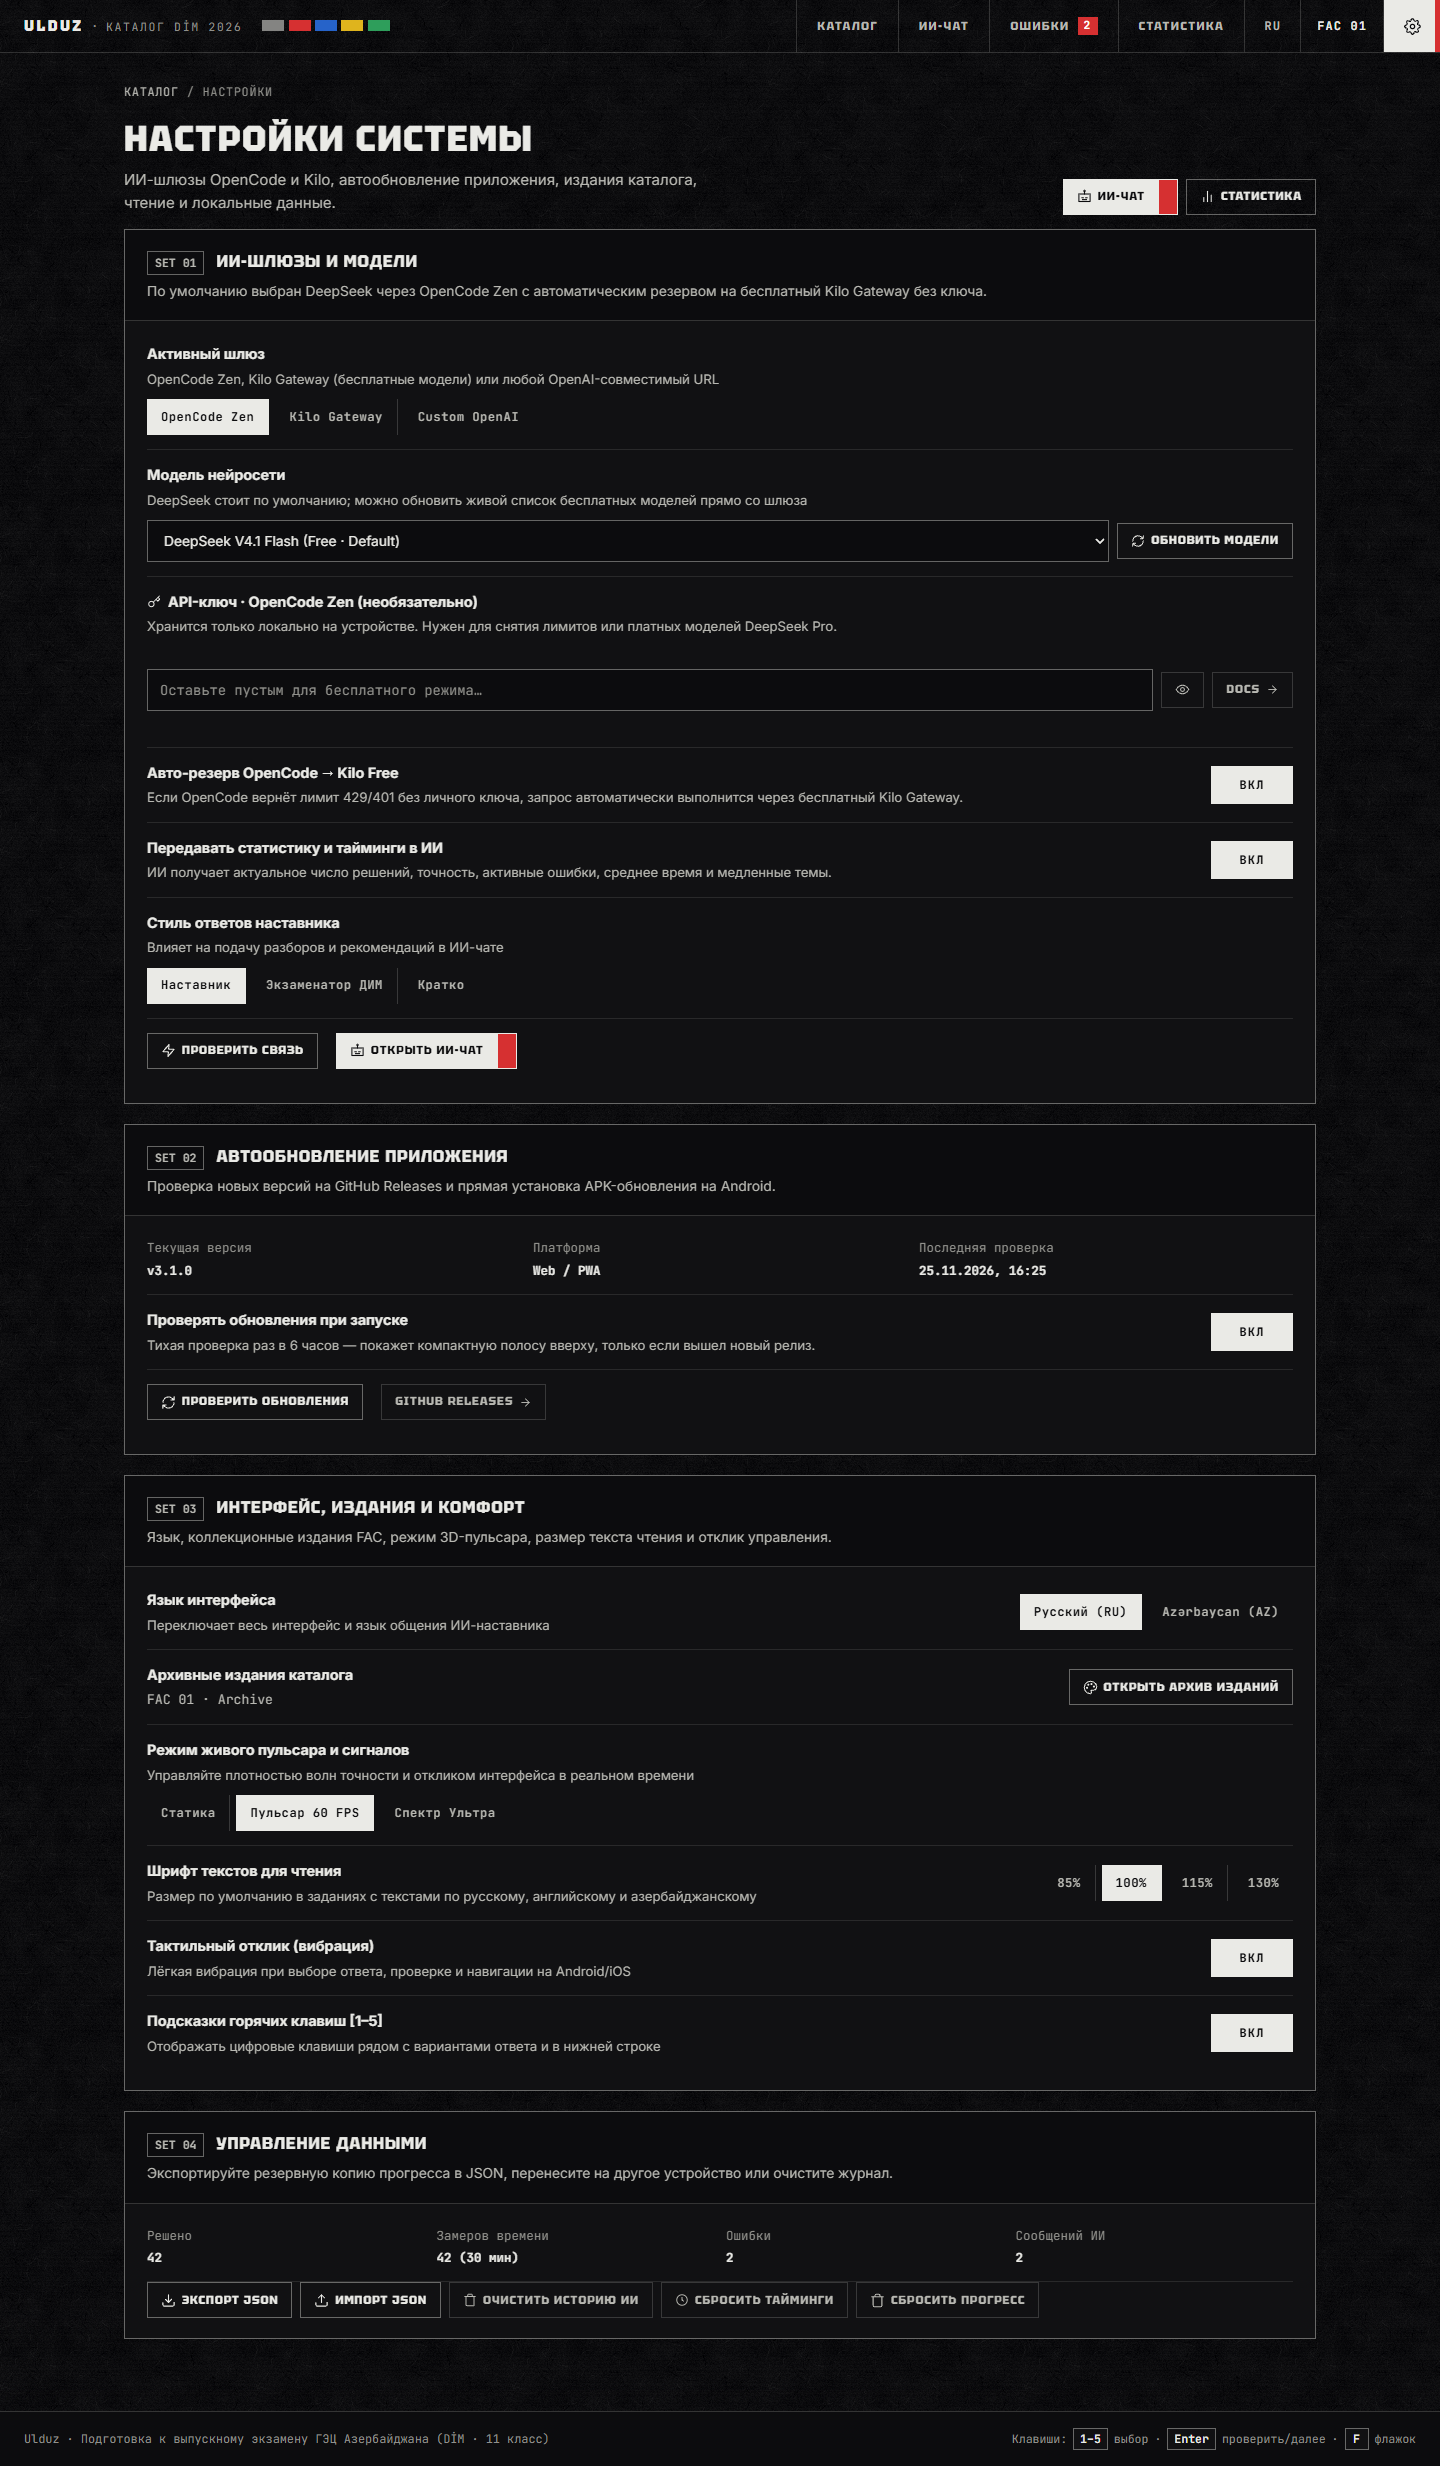 ULDUZ · КАТАЛОГ DİM 2026
КАТАЛОГ
ИИ-ЧАТ
ОШИБКИ 2
СТАТИСТИКА
RU
FAC 01
КАТАЛОГ / НАСТРОЙКИ
НАСТРОЙКИ СИСТЕМЫ
ИИ-шлюзы OpenCode и Kilo, автообновление приложения, издания каталога,
чтение и локальные данные.
ИИ-ЧАТ
СТАТИСТИКА
SET 01 ИИ-ШЛЮЗЫ И МОДЕЛИ
По умолчанию выбран DeepSeek через OpenCode Zen с автоматическим резервом на бесплатный Kilo Gateway без ключа.
Активный шлюз
OpenCode Zen, Kilo Gateway (бесплатные модели) или любой OpenAI-совместимый URL
OpenCode Zen
Kilo Gateway
Custom OpenAI
Модель нейросети
DeepSeek стоит по умолчанию; можно обновить живой список бесплатных моделей прямо со шлюза
DeepSeek V4.1 Flash (Free · Default)
ОБНОВИТЬ МОДЕЛИ
API-ключ · OpenCode Zen (необязательно)
Хранится только локально на устройстве. Нужен для снятия лимитов или платных моделей DeepSeek Pro.
Оставьте пустым для бесплатного режима…
DOCS →
Авто-резерв OpenCode → Kilo Free
Если OpenCode вернёт лимит 429/401 без личного ключа, запрос автоматически выполнится через бесплатный Kilo Gateway.
ВКЛ
Передавать статистику и тайминги в ИИ
ИИ получает актуальное число решений, точность, активные ошибки, среднее время и медленные темы.
ВКЛ
Стиль ответов наставника
Влияет на подачу разборов и рекомендаций в ИИ-чате
Наставник
Экзаменатор ДИМ
Кратко
ПРОВЕРИТЬ СВЯЗЬ
ОТКРЫТЬ ИИ-ЧАТ
SET 02 АВТООБНОВЛЕНИЕ ПРИЛОЖЕНИЯ
Проверка новых версий на GitHub Releases и прямая установка APK-обновления на Android.
Текущая версия
v3.1.0
Платформа
Web / PWA
Последняя проверка
25.11.2026, 16:25
Проверять обновления при запуске
Тихая проверка раз в 6 часов — покажет компактную полосу вверху, только если вышел новый релиз.
ВКЛ
ПРОВЕРИТЬ ОБНОВЛЕНИЯ
GITHUB RELEASES →
SET 03 ИНТЕРФЕЙС, ИЗДАНИЯ И КОМФОРТ
Язык, коллекционные издания FAC, режим 3D-пульсара, размер текста чтения и отклик управления.
Язык интерфейса
Переключает весь интерфейс и язык общения ИИ-наставника
Русский (RU)
Azərbaycan (AZ)
Архивные издания каталога
FAC 01 · Archive
ОТКРЫТЬ АРХИВ ИЗДАНИЙ
Режим живого пульсара и сигналов
Управляйте плотностью волн точности и откликом интерфейса в реальном времени
Статика
Пульсар 60 FPS
Спектр Ультра
Шрифт текстов для чтения
Размер по умолчанию в заданиях с текстами по русскому, английскому и азербайджанскому
85%
100%
115%
130%
Тактильный отклик (вибрация)
Лёгкая вибрация при выборе ответа, проверке и навигации на Android/iOS
ВКЛ
Подсказки горячих клавиш [1–5]
Отображать цифровые клавиши рядом с вариантами ответа и в нижней строке
ВКЛ
SET 04 УПРАВЛЕНИЕ ДАННЫМИ
Экспортируйте резервную копию прогресса в JSON, перенесите на другое устройство или очистите журнал.
Решено
42
Замеров времени
42 (30 мин)
Ошибки
2
Сообщений ИИ
2
ЭКСПОРТ JSON
ИМПОРТ JSON
ОЧИСТИТЬ ИСТОРИЮ ИИ
СБРОСИТЬ ТАЙМИНГИ
СБРОСИТЬ ПРОГРЕСС
Ulduz · Подготовка к выпускному экзамену ГЭЦ Азербайджана (DİM · 11 класс)
Клавиши: 1–5 выбор · Enter проверить/далее · F флажок